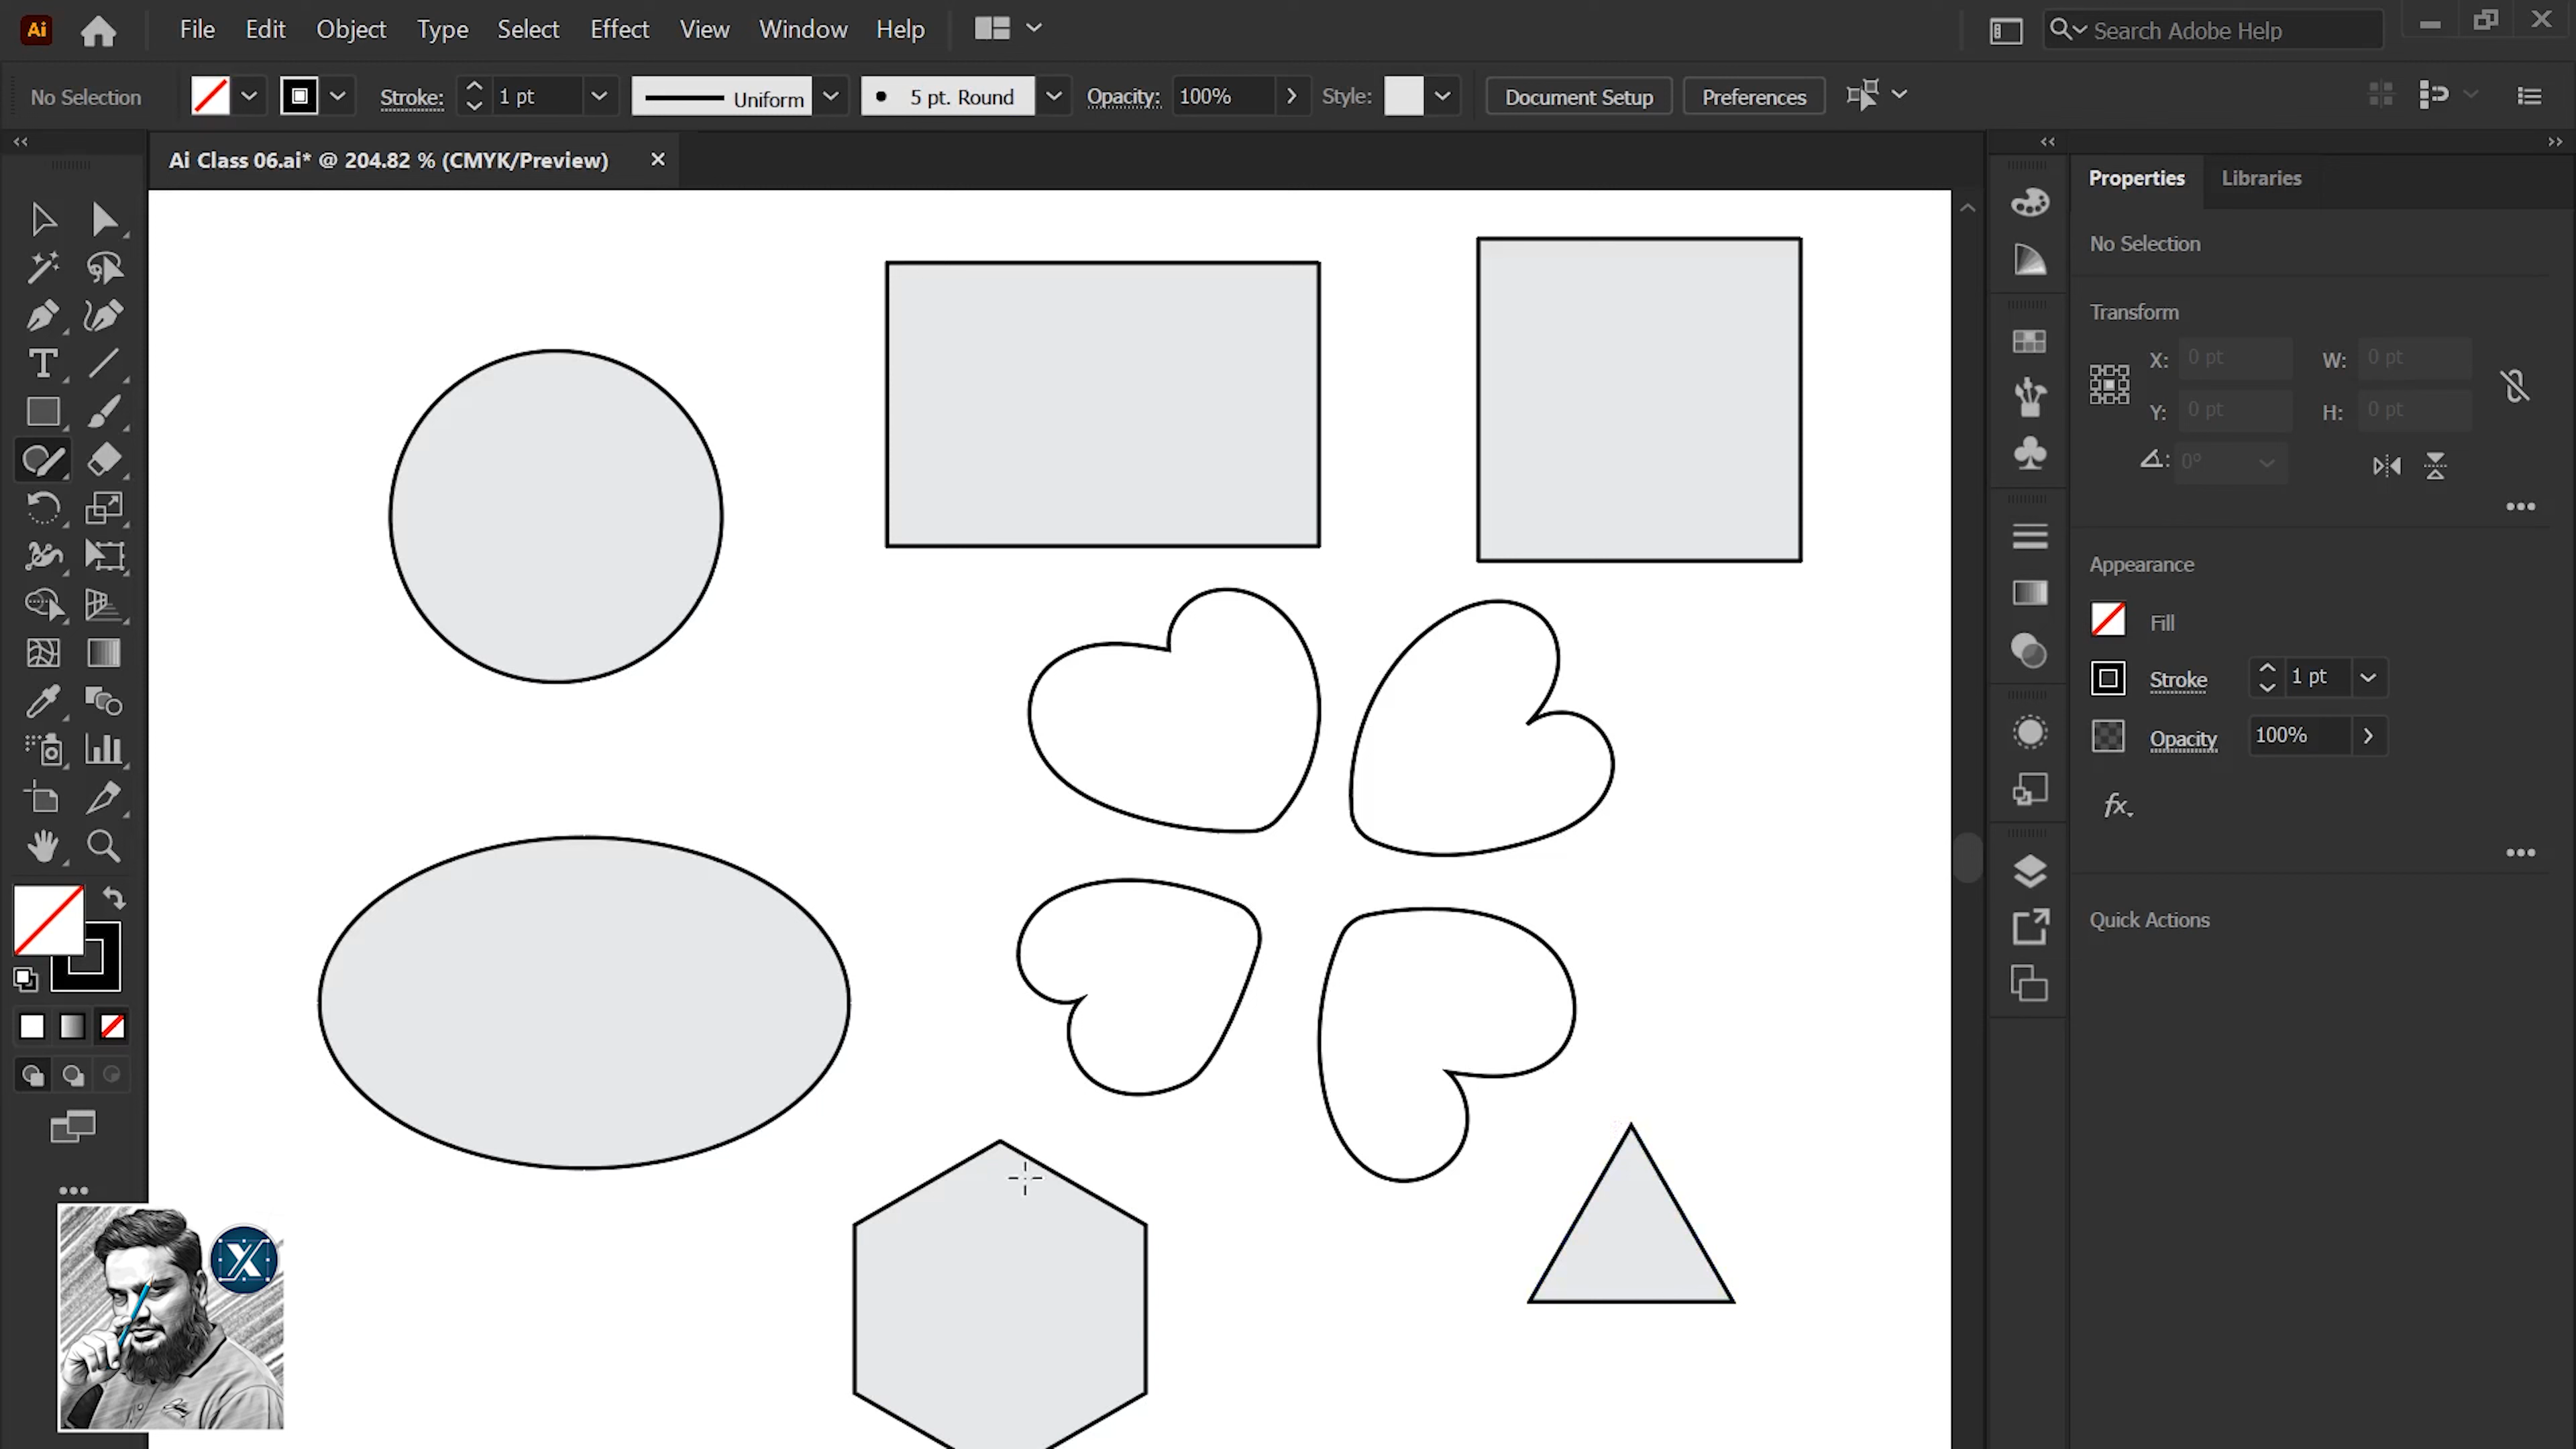 Ai File Edit Object Type Select Effect View Window Help Search Adobe Help
No Selection Stroke: 1 pt Uniform 5 pt. Round Opacity: 100% Style: Document Setup Preferences
Ai Class 06.ai* @ 204.82 % (CMYK/Preview)
Properties Libraries
No Selection
Transform
X: 0 pt W: 0 pt
Y: 0 pt H: 0 pt
0°
Appearance
Fill
Stroke 1 pt
Opacity 100%
fx
Quick Actions
X